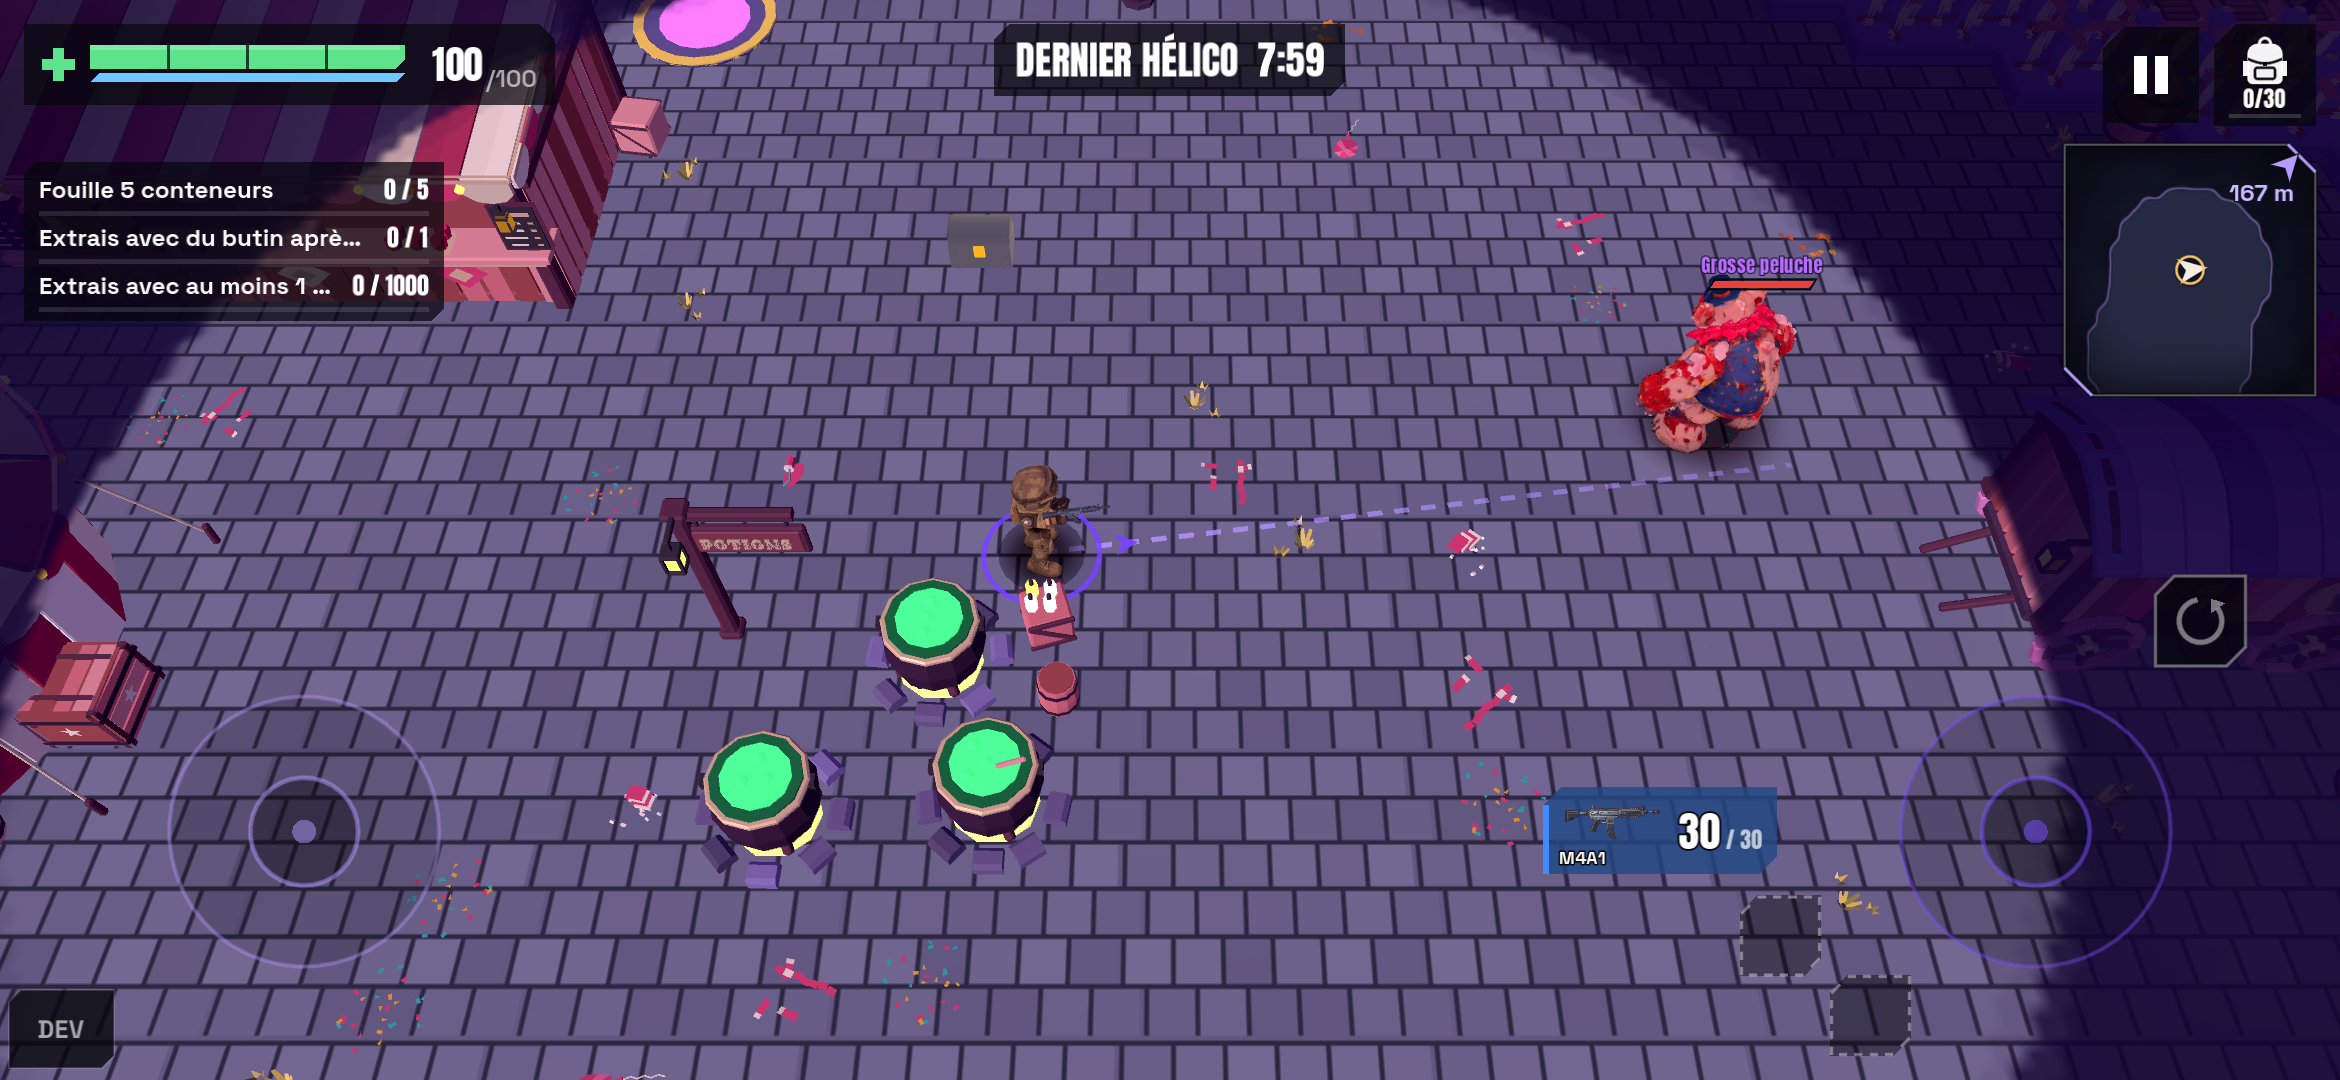 100/100
DERNIER HÉLICO 7:59
0/30
Fouille 5 conteneurs 0/5
Extrais avec du butin aprè... 0/1
Extrais avec au moins 1 ... 0/1000
167 m
Grosse peluche
POTIONS
30/30
M4A1
DEV